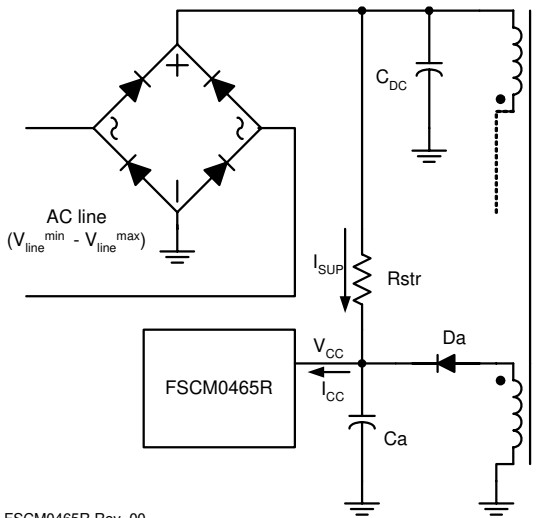 +
C_DC
−
AC line
(V_line^min - V_line^max)
I_SUP
Rstr
Da
V_CC
FSCM0465R
I_CC
Ca
FSCM0465R Rev. 00